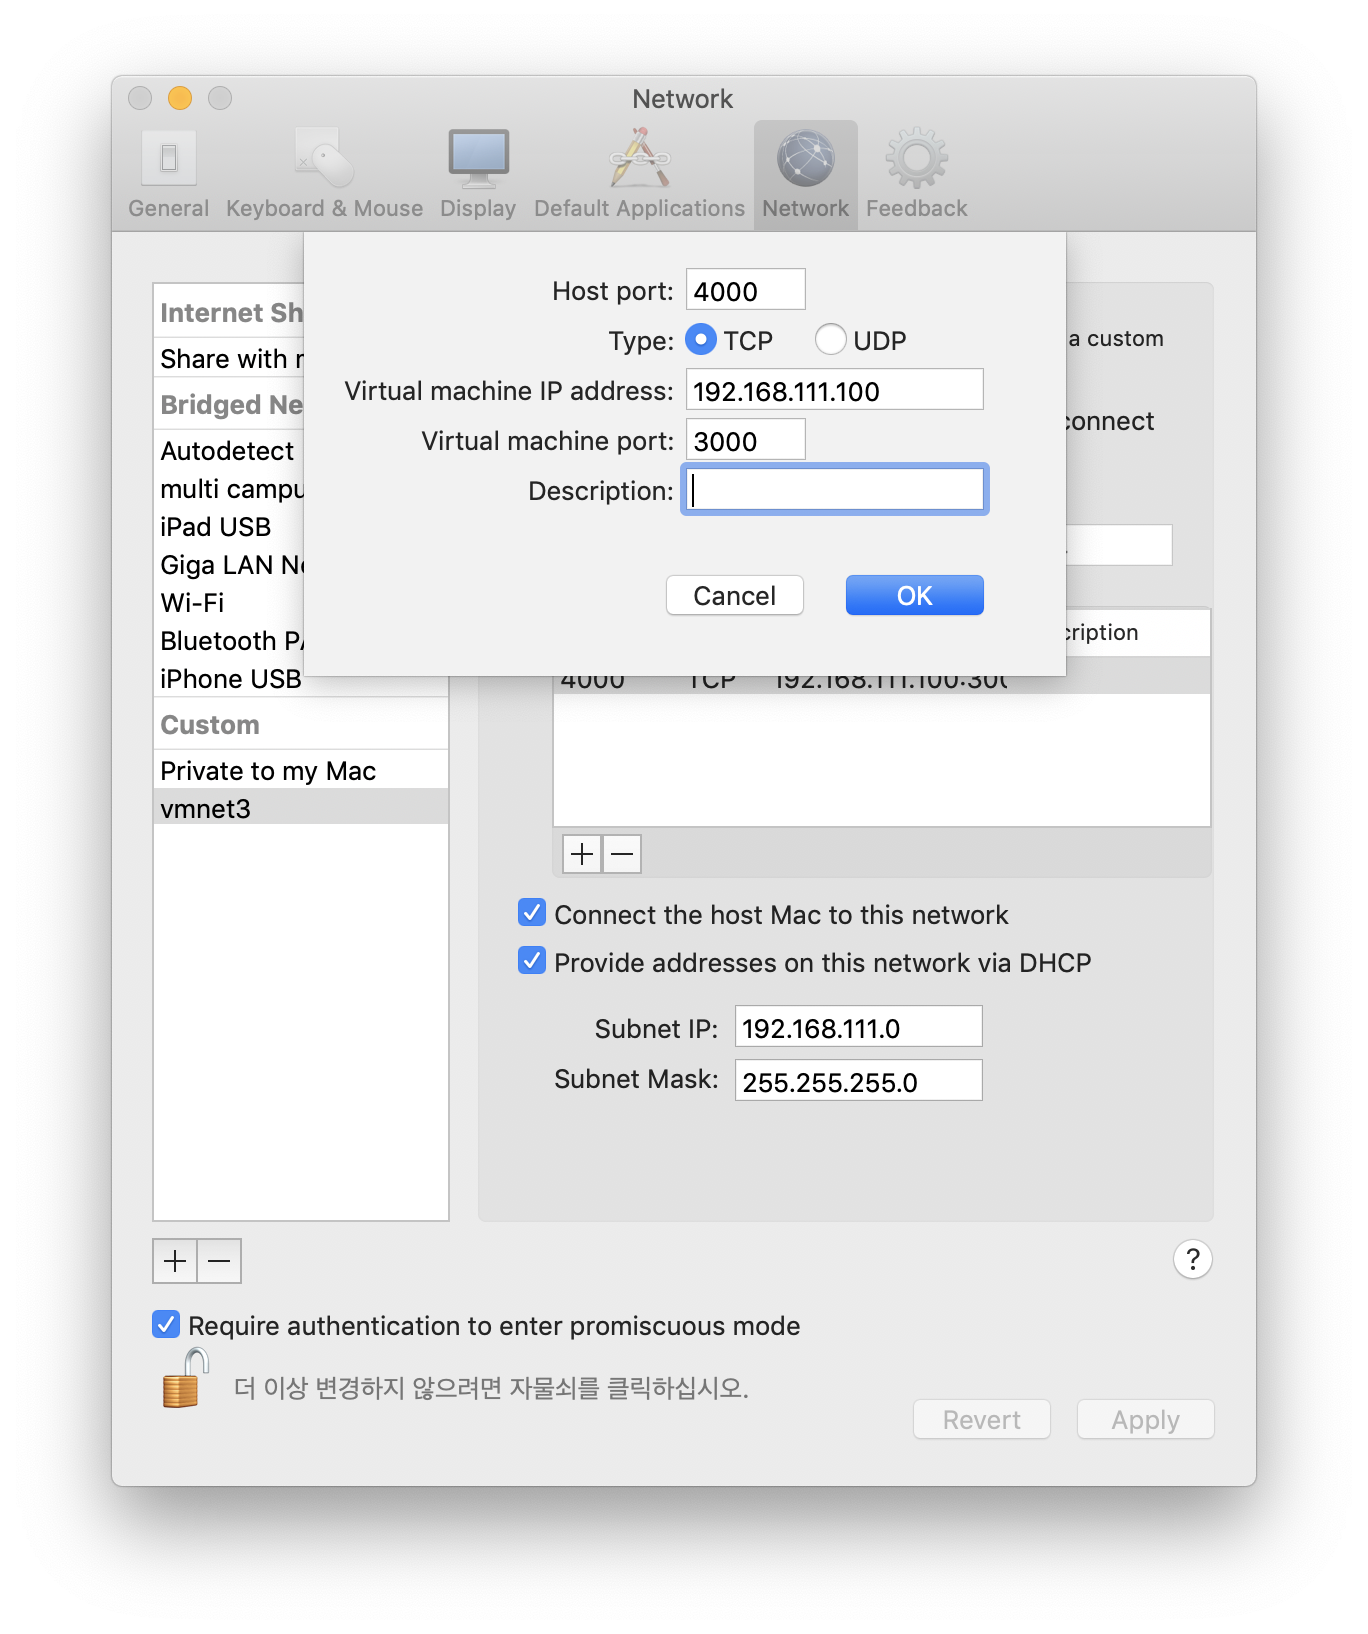 Network
General
Keyboard & Mouse
Display
Default Applications
Network
Feedback
Host port: 4000
Type: TCP UDP
Virtual machine IP address: 192.168.111.100
Virtual machine port: 3000
Description:
Cancel
OK
Internet Sh
Share with
Bridged Ne
Autodetect
multi campu
iPad USB
Giga LAN
Wi-Fi
Bluetooth
iPhone USB
Custom
Private to my Mac
vmnet3
a custom
connect
cription
4000 TCP 192.168.111.100:300
Connect the host Mac to this network
Provide addresses on this network via DHCP
Subnet IP: 192.168.111.0
Subnet Mask: 255.255.255.0
?
Require authentication to enter promiscuous mode
더 이상 변경하지 않으려면 자물쇠를 클릭하십시오.
Revert
Apply